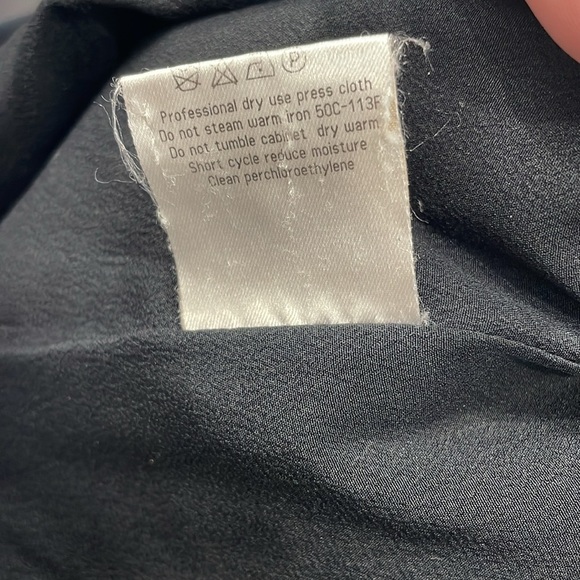 P
Professional dry use press cloth
Do not steam warm iron 50C-113F
Do not tumble cabinet dry warm
Short cycle reduce moisture
Clean perchloroethylene